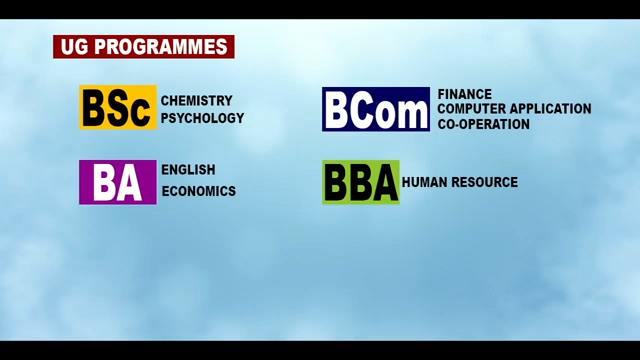 UG PROGRAMMES
BSc
CHEMISTRY
PSYCHOLOGY
BCom
FINANCE
COMPUTER APPLICATION
CO-OPERATION
BA
ENGLISH
ECONOMICS
BBA
HUMAN RESOURCE